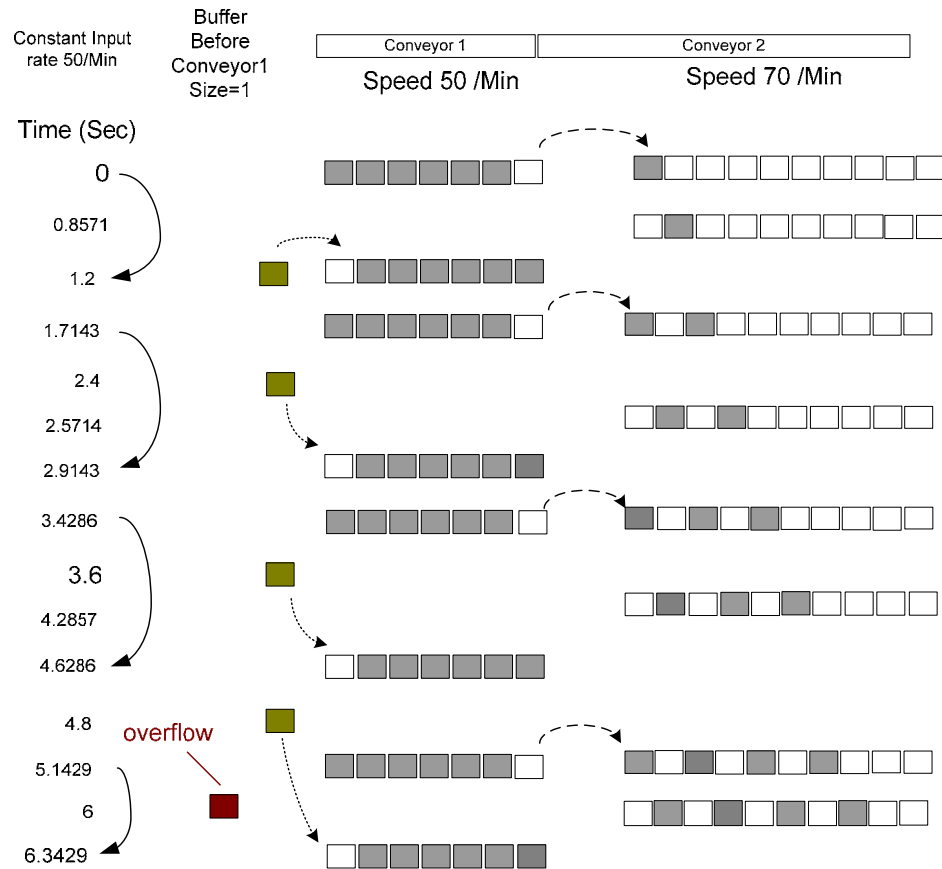 Constant Input
rate 50/Min
Buffer
Before
Conveyor1
Size=1
Conveyor 1
Conveyor 2
Speed 50 /Min
Speed 70 /Min
Time (Sec)
0
0.8571
1.2
1.7143
2.4
2.5714
2.9143
3.4286
3.6
4.2857
4.6286
4.8
overflow
5.1429
6
6.3429